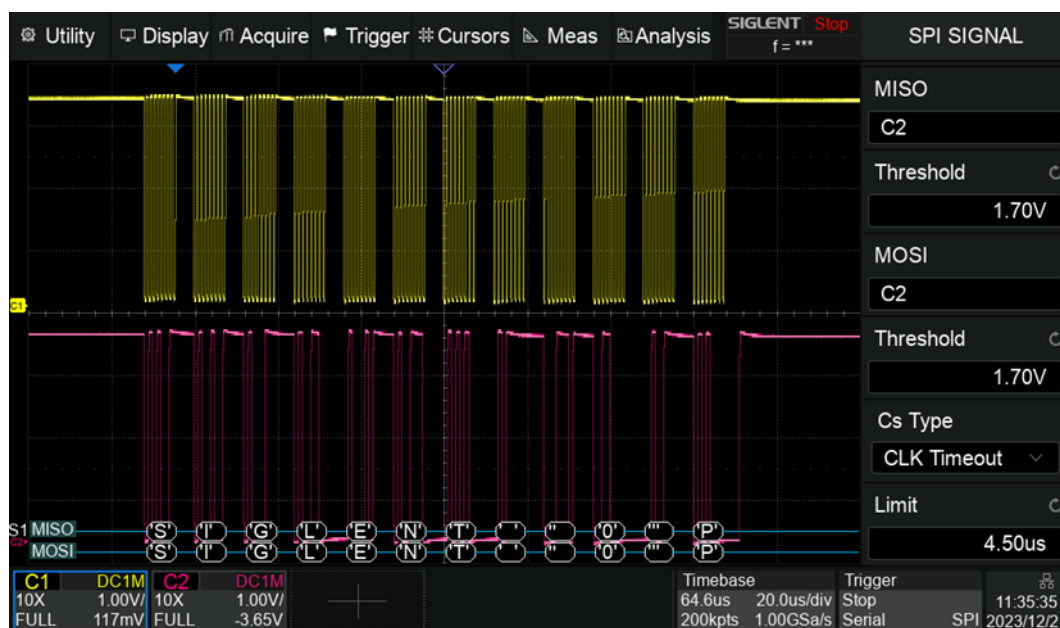 Utility Display Acquire Trigger Cursors Meas Analysis SIGLENT Stop
f = ***
SPI SIGNAL
MISO
C2
Threshold
1.70V
MOSI
C2
Threshold
1.70V
Cs Type
CLK Timeout
Limit
4.50us
C1
S1 MISO 'S' 'I' 'G' 'L' 'E' 'N' 'T' ' ' '' '0' ''' 'P'
C2 MOSI 'S' 'I' 'G' 'L' 'E' 'N' 'T' ' ' '' '0' ''' 'P'
C1 DC1M
10X 1.00V/
FULL 117mV
C2 DC1M
10X 1.00V/
FULL -3.65V
Timebase
64.6us 20.0us/div
200kpts 1.00GSa/s
Trigger
Stop
Serial SPI
11:35:35
2023/12/2